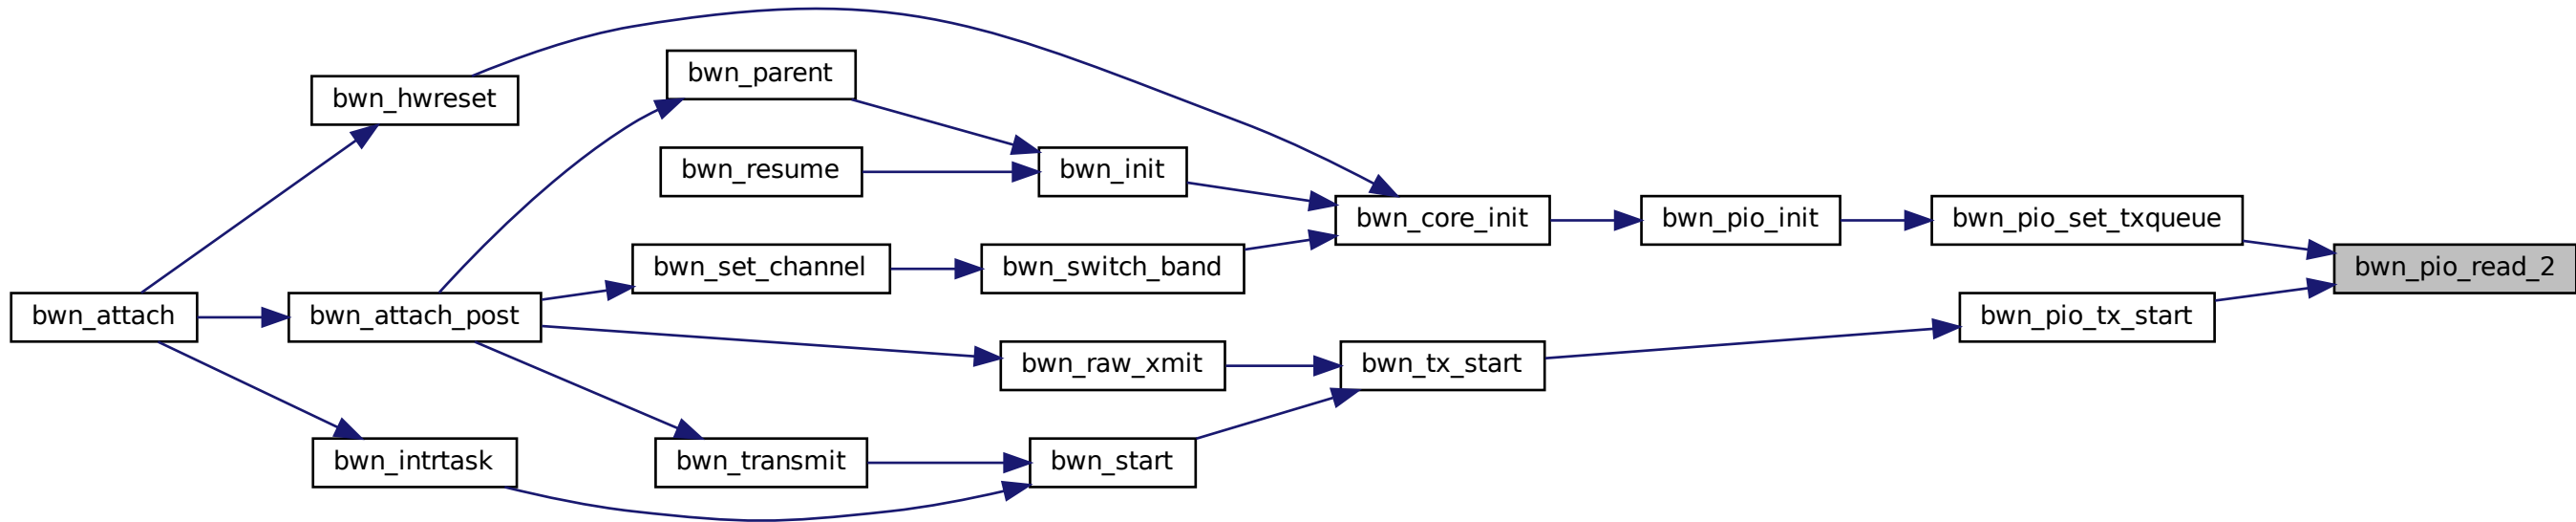 bwn_parent
bwn_hwreset
bwn_resume
bwn_init
bwn_core_init
bwn_pio_init
bwn_pio_set_txqueue
bwn_set_channel
bwn_switch_band
bwn_pio_read_2
bwn_attach
bwn_attach_post
bwn_pio_tx_start
bwn_raw_xmit
bwn_tx_start
bwn_intrtask
bwn_transmit
bwn_start